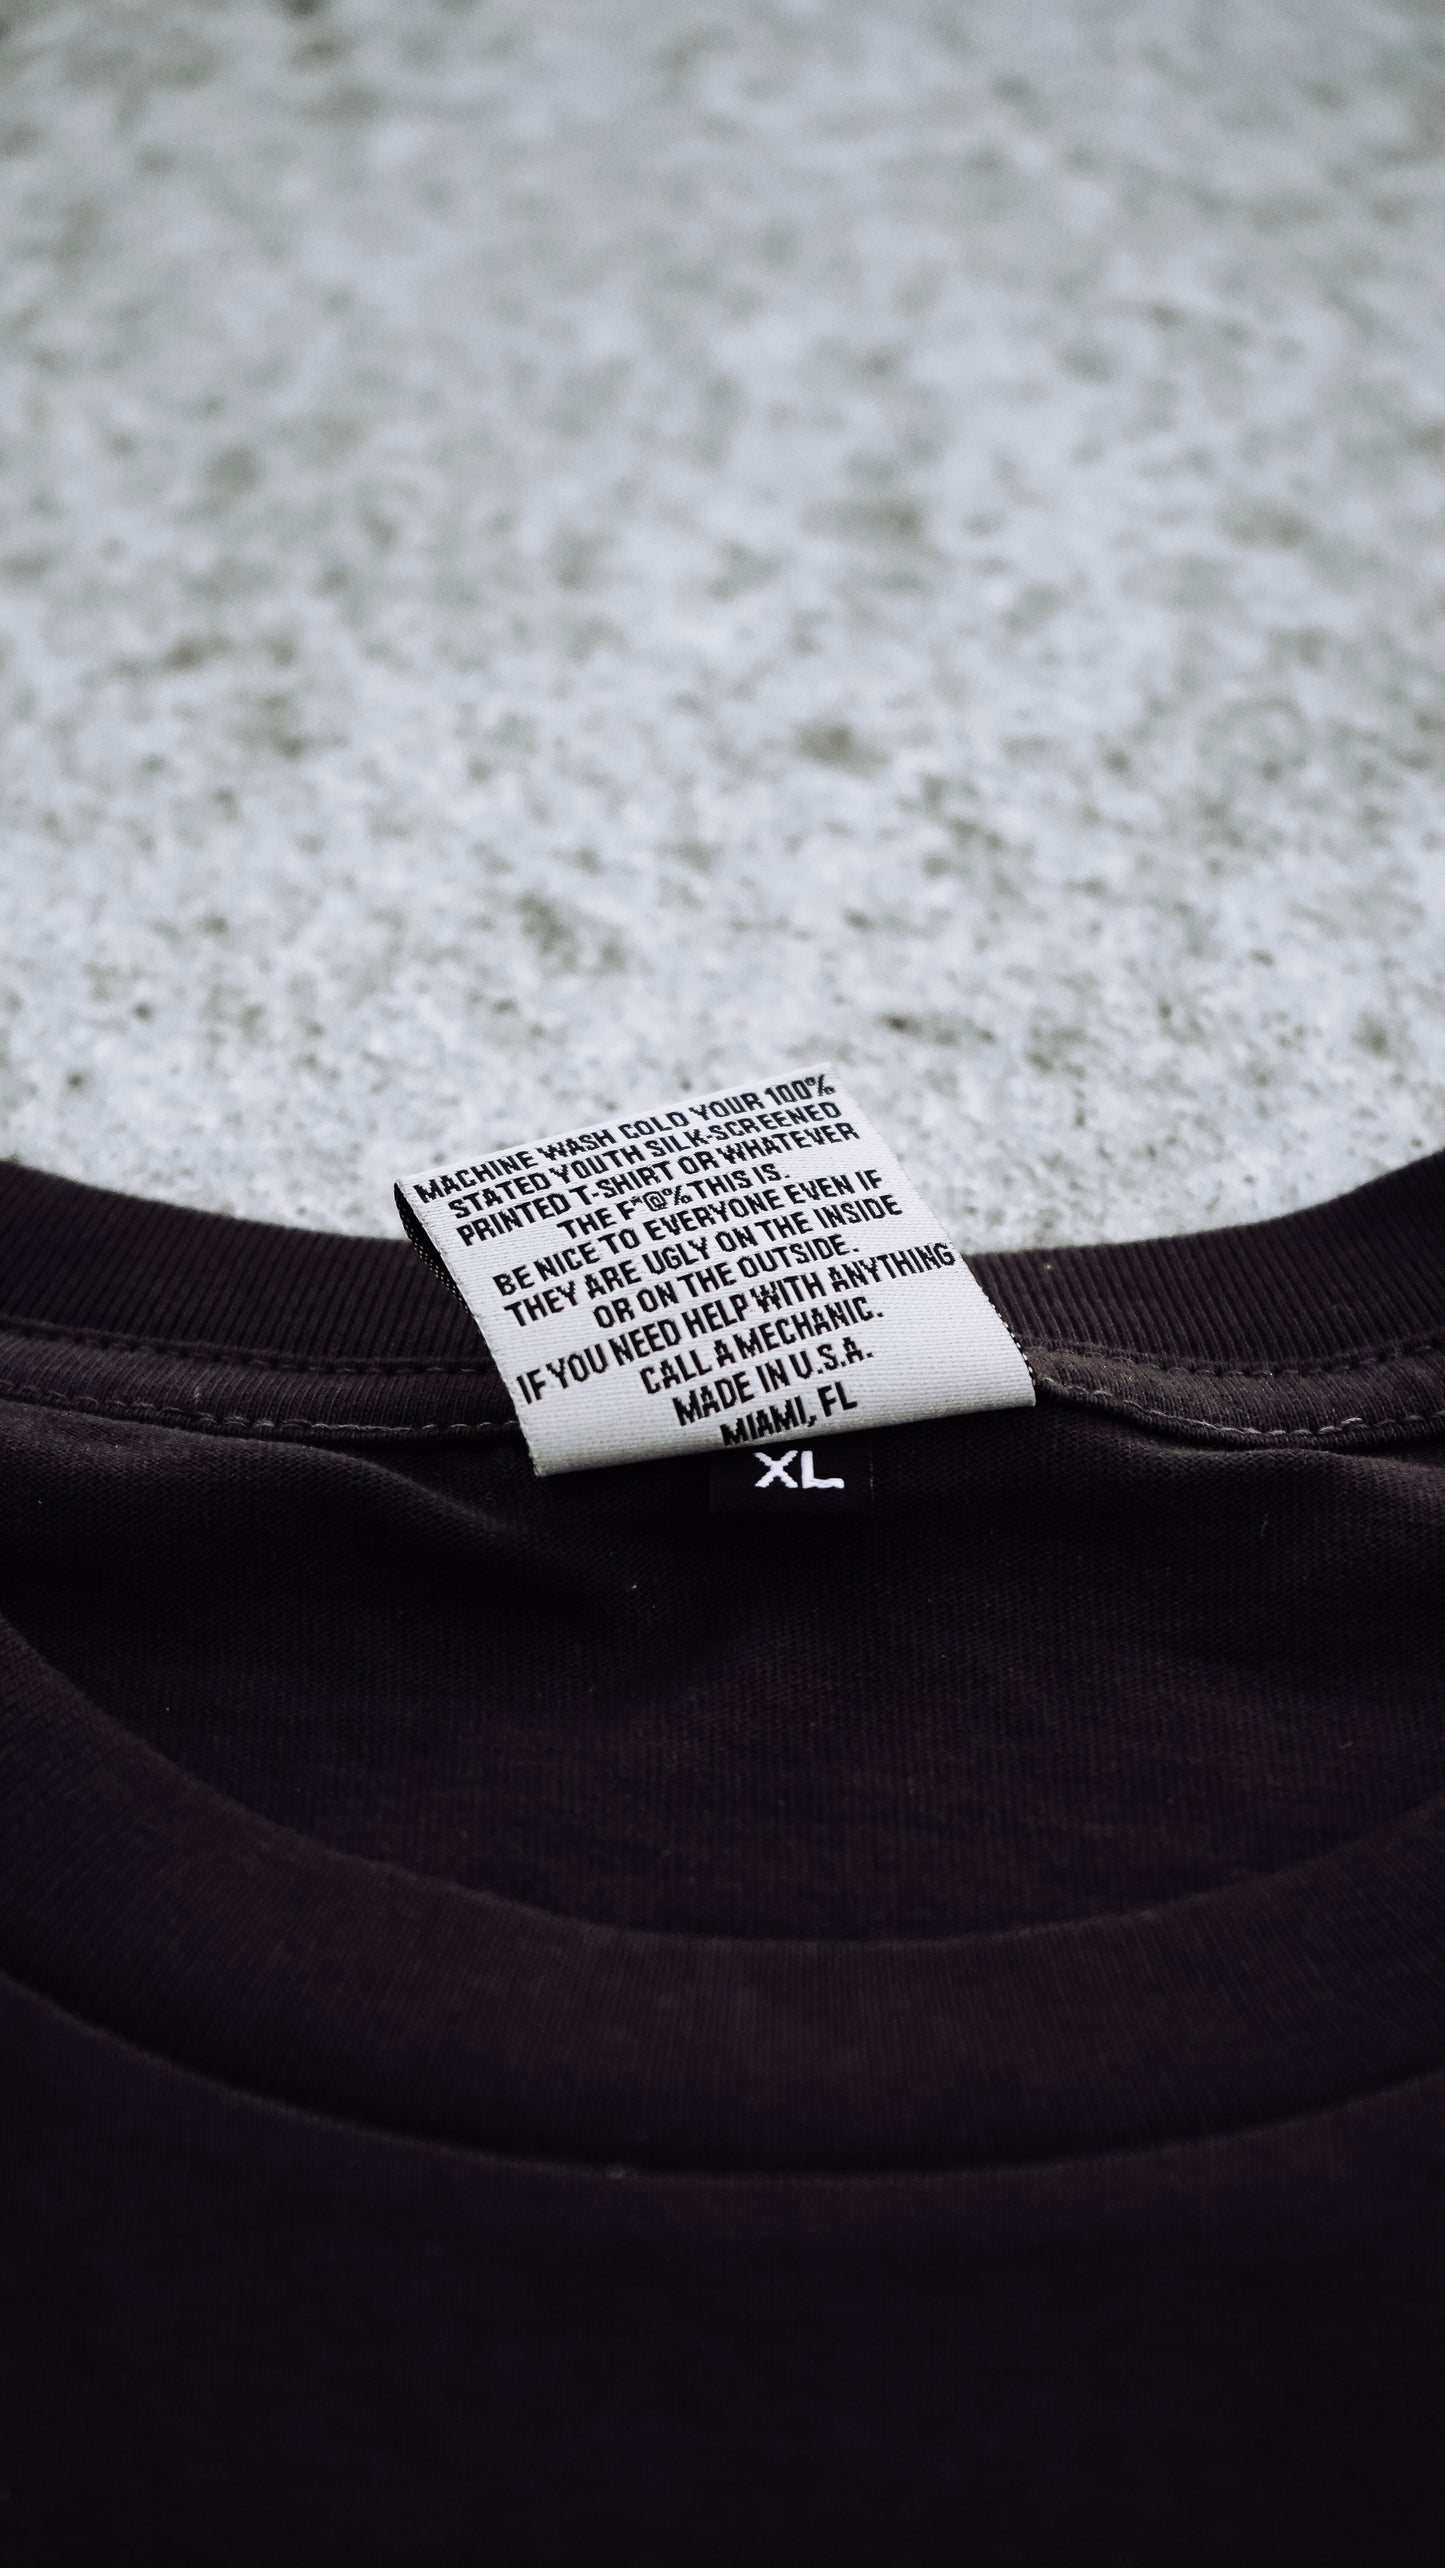 MACHINE WASH COLD YOUR 100%
STATED YOUTH SILK-SCREENED
PRINTED T-SHIRT OR WHATEVER
THE F*@% THIS IS.
BE NICE TO EVERYONE EVEN IF
THEY ARE UGLY ON THE INSIDE
OR ON THE OUTSIDE.
IF YOU NEED HELP WITH ANYTHING
CALL A MECHANIC.
MADE IN U.S.A.
MIAMI, FL
XL